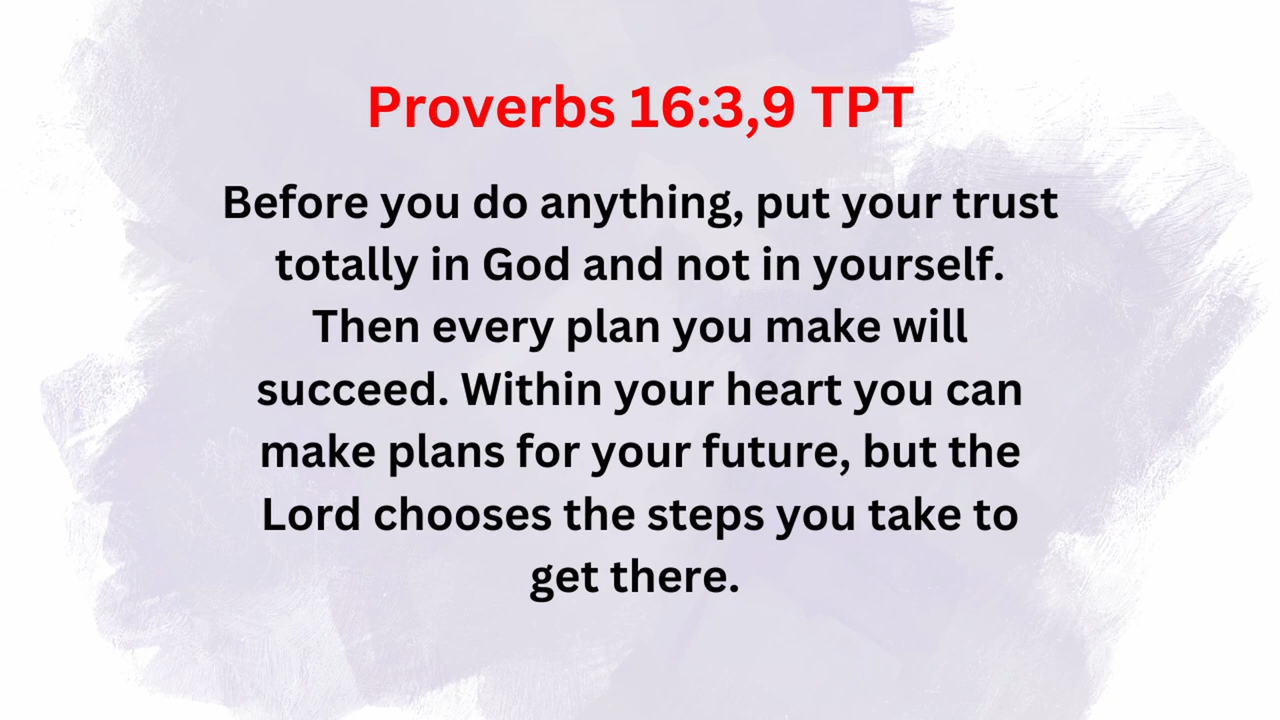 Proverbs 16:3,9 TPT
Before you do anything, put your trust
totally in God and not in yourself.
Then every plan you make will
succeed. Within your heart you can
make plans for your future, but the
Lord chooses the steps you take to
get there.